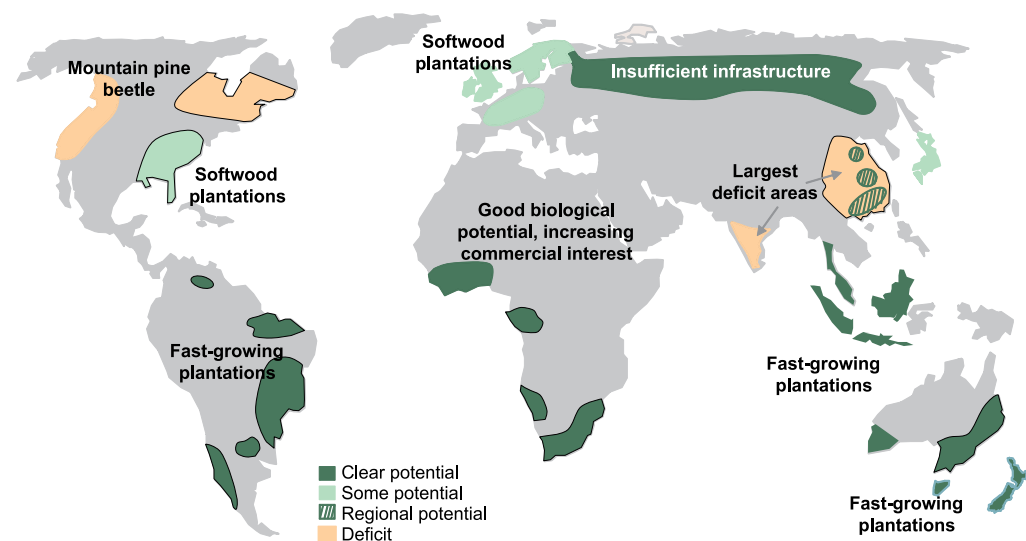 Mountain pine
beetle
Softwood
plantations
Softwood
plantations
Insufficient infrastructure
Largest
deficit areas
Good biological
potential, increasing
commercial interest
Fast-growing
plantations
Fast-growing
plantations
Fast-growing
plantations
Clear potential
Some potential
Regional potential
Deficit